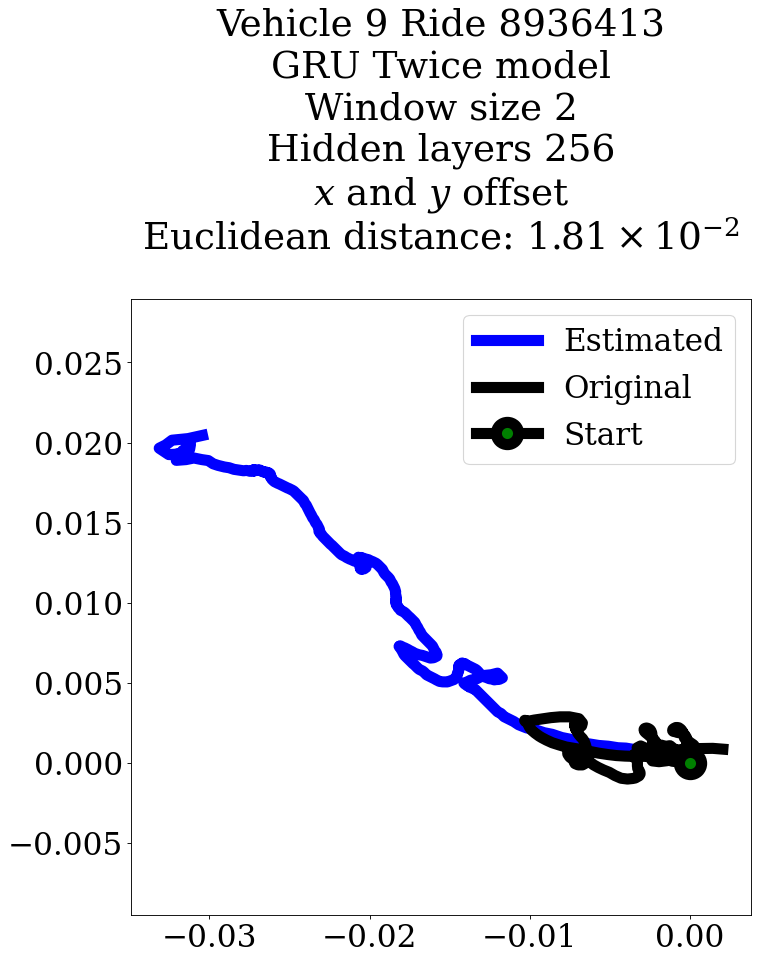 Vehicle 9 Ride 8936413
GRU Twice model
Window size 2
Hidden layers 256
x and y offset
Euclidean distance: 1.81 × 10⁻²
Estimated
Original
Start
0.025
0.020
0.015
0.010
0.005
0.000
−0.005
−0.03 −0.02 −0.01 0.00